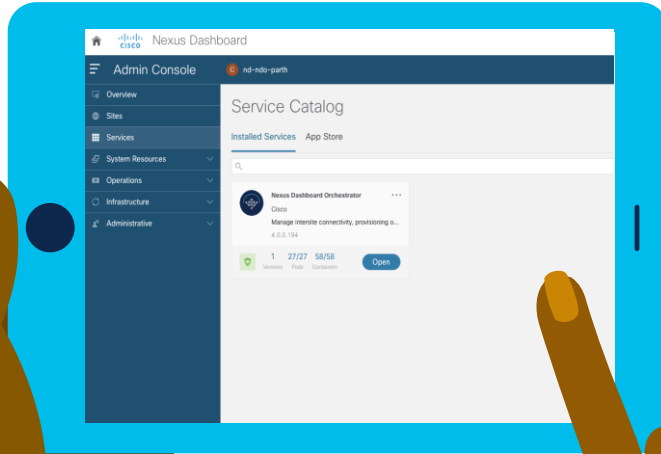 CISCO Nexus Dashboard
Admin Console
C nd-ndo-parth
Overview
Sites
Services
System Resources
Operations
Infrastructure
Administrative
Service Catalog
Installed Services App Store
Nexus Dashboard Orchestrator ...
Cisco
Manage intersite connectivity, provisioning o...
4.0.0.194
1 27/27 58/58
Versions Pods Containers
Open